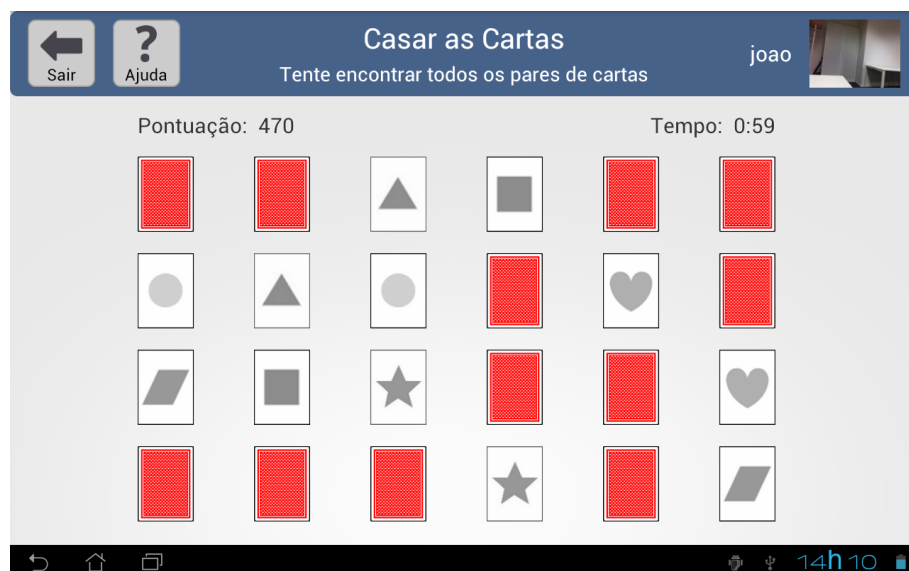 Sair
Ajuda
Casar as Cartas
Tente encontrar todos os pares de cartas
joao
Pontuação: 470
Tempo: 0:59
14h10